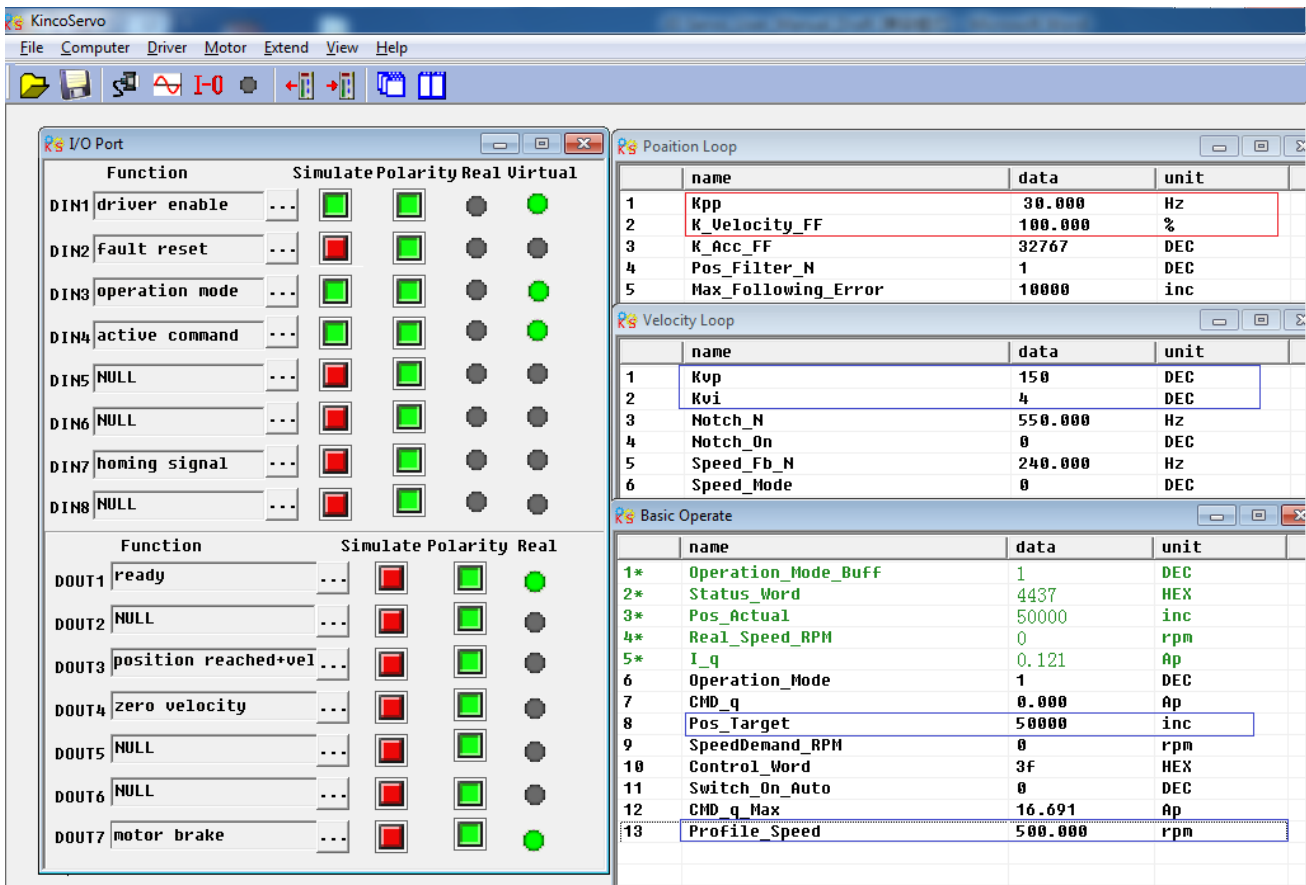 KincoServo
File Computer Driver Motor Extend View Help
I-O
I/O Port
Function Simulate Polarity Real Virtual
DIN1 driver enable ...
DIN2 fault reset ...
DIN3 operation mode ...
DIN4 active command ...
DIN5 NULL ...
DIN6 NULL ...
DIN7 homing signal ...
DIN8 NULL ...
Function Simulate Polarity Real
DOUT1 ready ...
DOUT2 NULL ...
DOUT3 position reached+vel ...
DOUT4 zero velocity ...
DOUT5 NULL ...
DOUT6 NULL ...
DOUT7 motor brake ...
Poaition Loop
name data unit
1 Kpp 30.000 Hz
2 K_Velocity_FF 100.000 %
3 K_Acc_FF 32767 DEC
4 Pos_Filter_N 1 DEC
5 Max_Following_Error 10000 inc
Velocity Loop
name data unit
1 Kvp 150 DEC
2 Kvi 4 DEC
3 Notch_N 550.000 Hz
4 Notch_On 0 DEC
5 Speed_Fb_N 240.000 Hz
6 Speed_Mode 0 DEC
Basic Operate
name data unit
1* Operation_Mode_Buff 1 DEC
2* Status_Word 4437 HEX
3* Pos_Actual 50000 inc
4* Real_Speed_RPM 0 rpm
5* I_q 0.121 Ap
6 Operation_Mode 1 DEC
7 CMD_q 0.000 Ap
8 Pos_Target 50000 inc
9 SpeedDemand_RPM 0 rpm
10 Control_Word 3f HEX
11 Switch_On_Auto 0 DEC
12 CMD_q_Max 16.691 Ap
13 Profile_Speed 500.000 rpm